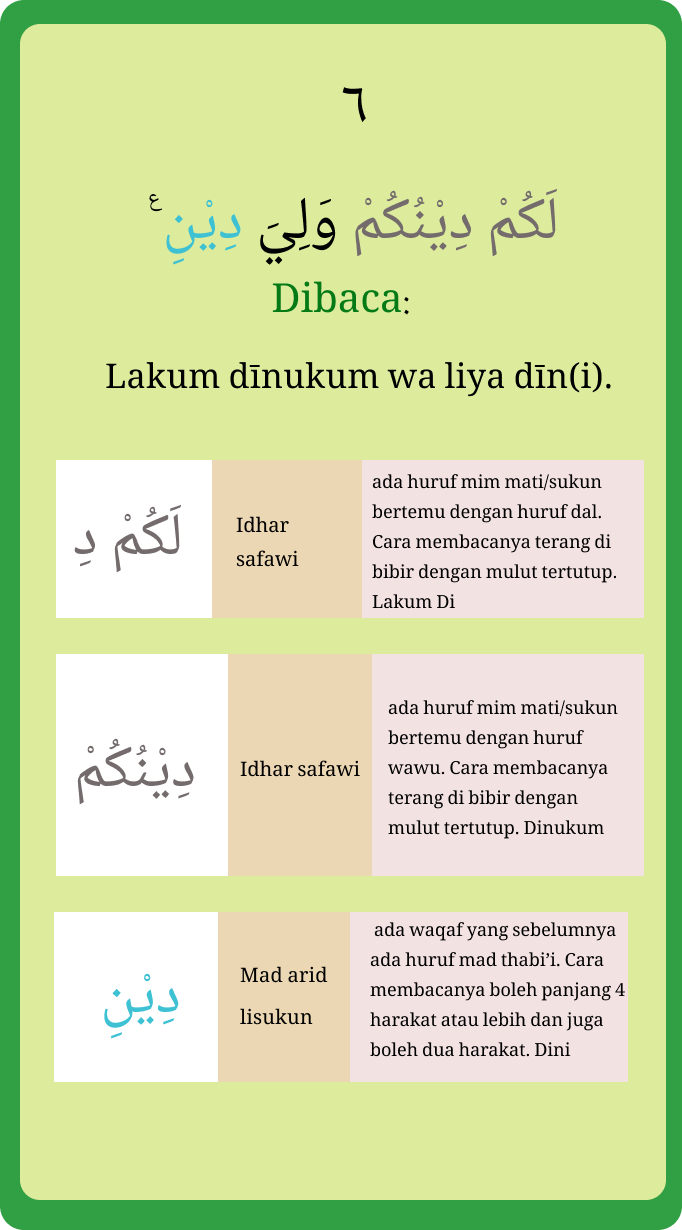 ٦
لَكُمْ دِيْنُكُمْ وَلِيَ دِيْنِ ࣖ
Dibaca:
Lakum dīnukum wa liya dīn(i).
لَكُمْ دِ
Idhar
safawi
ada huruf mim mati/sukun
bertemu dengan huruf dal.
Cara membacanya terang di
bibir dengan mulut tertutup.
Lakum Di
دِيْنُكُمْ
Idhar safawi
ada huruf mim mati/sukun
bertemu dengan huruf
wawu. Cara membacanya
terang di bibir dengan
mulut tertutup. Dinukum
دِيْنِ
Mad arid
lisukun
ada waqaf yang sebelumnya
ada huruf mad thabi’i. Cara
membacanya boleh panjang 4
harakat atau lebih dan juga
boleh dua harakat. Dini